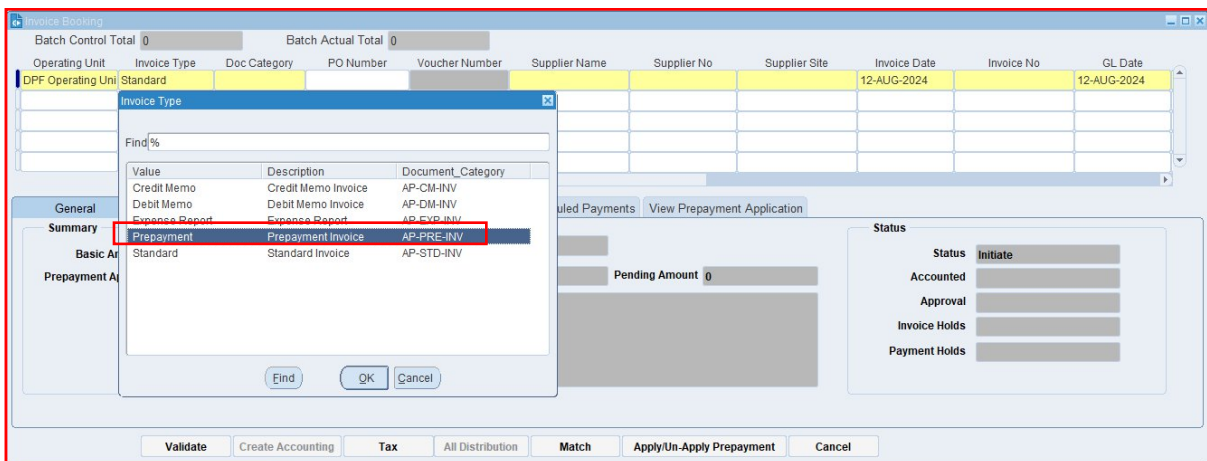 Invoice Booking
Batch Control Total 0 Batch Actual Total 0
Operating Unit Invoice Type Doc Category PO Number Voucher Number Supplier Name Supplier No Supplier Site Invoice Date Invoice No GL Date
DPF Operating Uni Standard 12-AUG-2024 12-AUG-2024
Invoice Type
Find %
Value Description Document_Category
Credit Memo Credit Memo Invoice AP-CM-INV
Debit Memo Debit Memo Invoice AP-DM-INV
Expense Report Expense Report AP-EXP-INV
Prepayment Prepayment Invoice AP-PRE-INV
Standard Standard Invoice AP-STD-INV
Find OK Cancel
General uled Payments View Prepayment Application
Summary
Basic Ar
Prepayment Ap
Pending Amount 0
Status
Status Initiate
Accounted
Approval
Invoice Holds
Payment Holds
Validate Create Accounting Tax All Distribution Match Apply/Un-Apply Prepayment Cancel